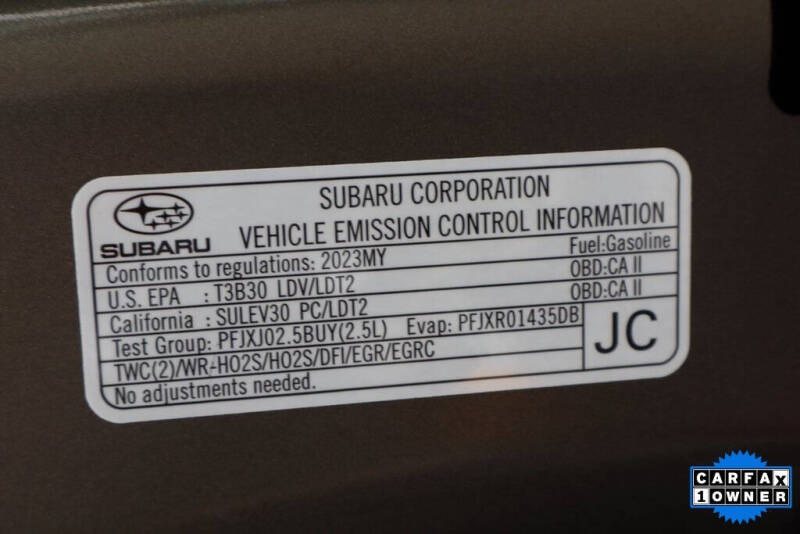 SUBARU CORPORATION
SUBARU
VEHICLE EMISSION CONTROL INFORMATION
Conforms to regulations: 2023MY Fuel:Gasoline
U.S. EPA : T3B30 LDV/LDT2 OBD:CA II
California : SULEV30 PC/LDT2 OBD:CA II
Test Group: PFJXJ02.5BUY(2.5L) Evap: PFJXR01435DB
TWC(2)/WR-HO2S/HO2S/DFI/EGR/EGRC
No adjustments needed.
JC
CARFAX
1 OWNER